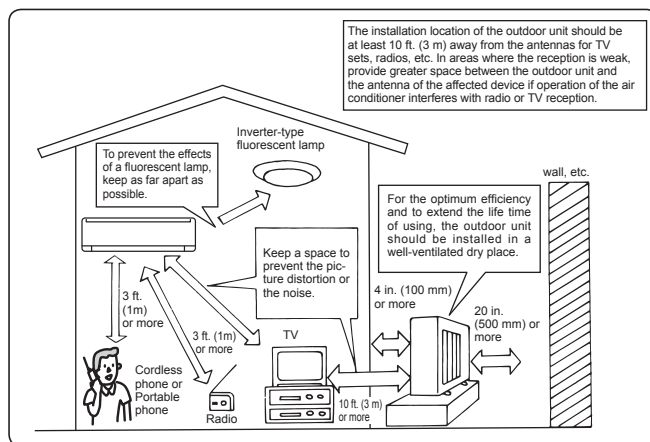 The installation location of the outdoor unit should be
at least 10 ft. (3 m) away from the antennas for TV
sets, radios, etc. In areas where the reception is weak,
provide greater space between the outdoor unit and
the antenna of the affected device if operation of the air
conditioner interferes with radio or TV reception.
Inverter-type
fluorescent lamp
To prevent the effects
of a fluorescent lamp,
keep as far apart as
possible.
wall, etc.
For the optimum efficiency
and to extend the life time
of using, the outdoor unit
should be installed in a
well-ventilated dry place.
Keep a space to
prevent the pic-
ture distortion or
the noise.
4 in. (100 mm)
or more
3 ft.
(1m)
or more
20 in.
(500 mm) or
more
3 ft. (1m)
or more
TV
Cordless
phone or
Portable
phone
Radio
10 ft. (3 m)
or more